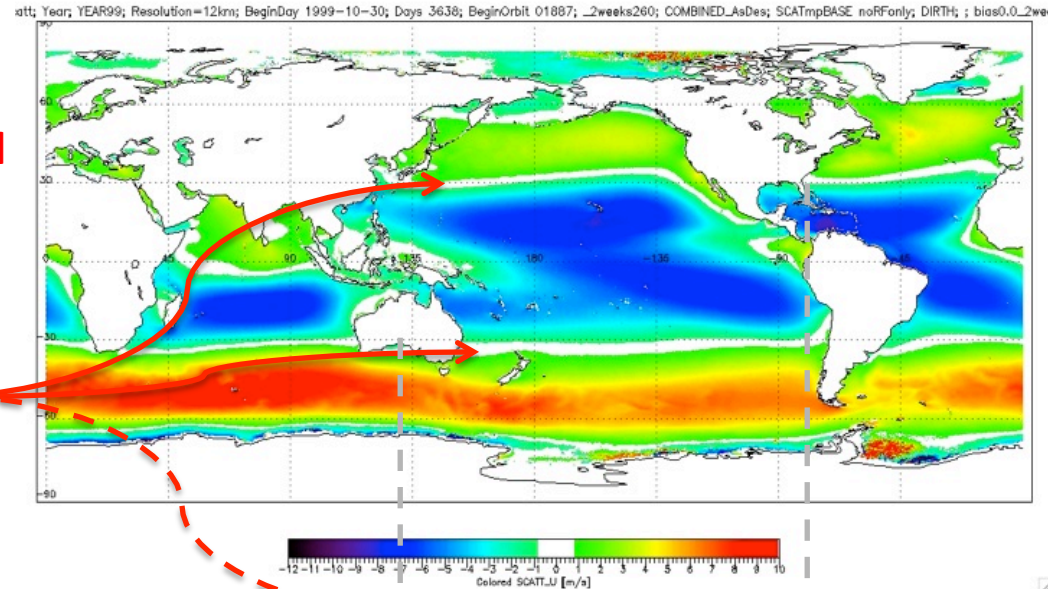 att; Year; YEAR99; Resolution=12km; BeginDay 1999-10-30; Days 3638; BeginOrbit 01887; _2weeks260; COMBINED_AsDes; SCATmpBASE noRFonly; DIRTH; ; bias0.0_2wee
60
30
0 45 90 135 180 -135 -90 -45
-30
-60
-90
-12 -11 -10 -9 -8 -7 -6 -5 -4 -3 -2 -1 0 1 2 3 4 5 6 7 8 9 10
Colored SCATT_U [m/s]